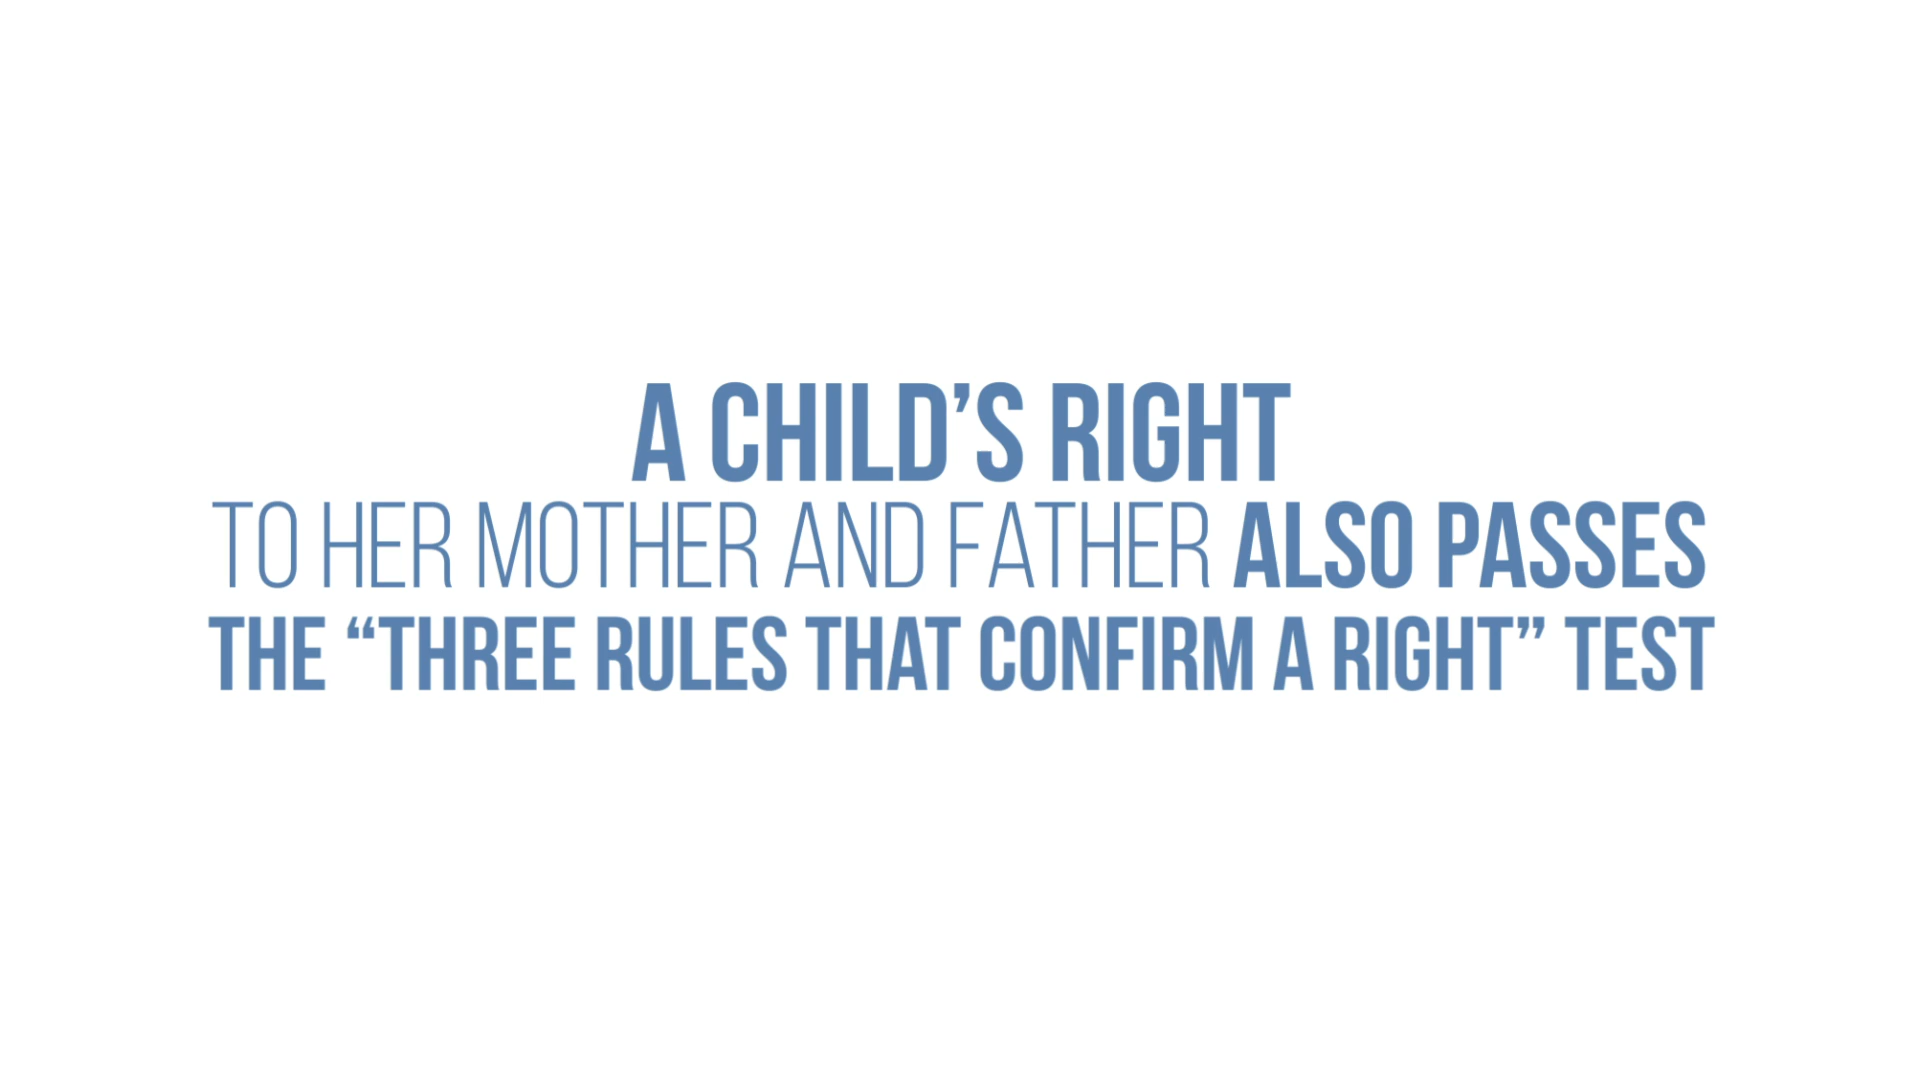 A CHILD’S RIGHT
TO HER MOTHER AND FATHER ALSO PASSES
THE “THREE RULES THAT CONFIRM A RIGHT” TEST